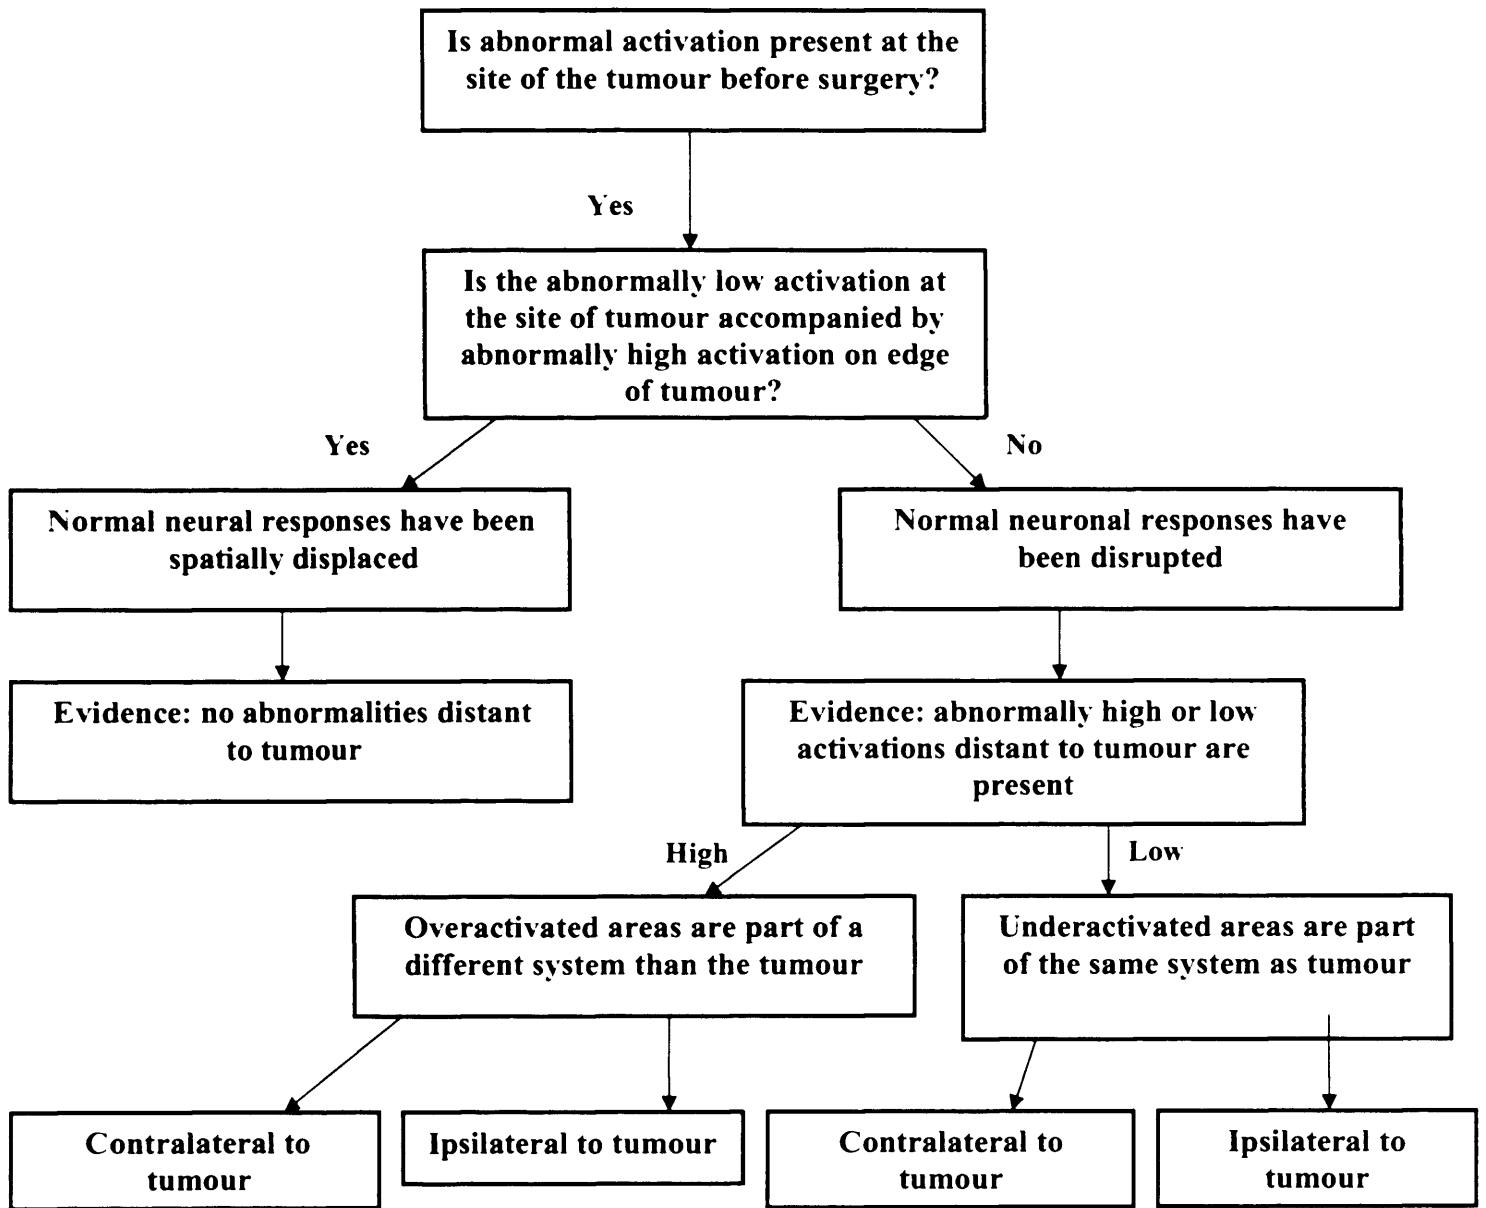 Is abnormal activation present at the
site of the tumour before surgery?
Yes
Is the abnormally low activation at
the site of tumour accompanied by
abnormally high activation on edge
of tumour?
Yes
No
Normal neural responses have been
spatially displaced
Normal neuronal responses have
been disrupted
Evidence: no abnormalities distant
to tumour
Evidence: abnormally high or low
activations distant to tumour are
present
High
Low
Overactivated areas are part of a
different system than the tumour
Underactivated areas are part
of the same system as tumour
Contralateral to
tumour
Ipsilateral to tumour
Contralateral to
tumour
Ipsilateral to
tumour